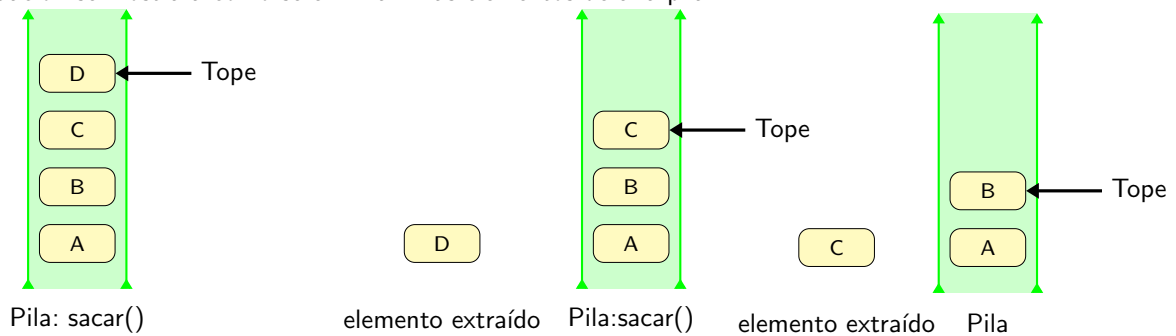 D
Tope
C
B
A
Pila: sacar()
D
elemento extraído
C
Tope
B
A
Pila:sacar()
C
elemento extraído
B
Tope
A
Pila